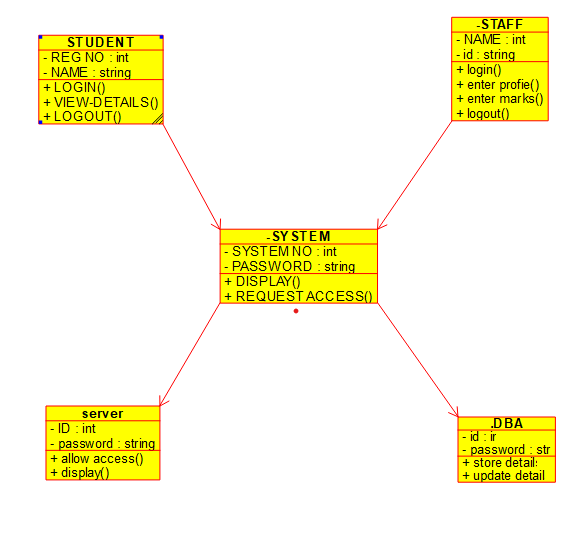 STUDENT
- REG NO : int
- NAME : string
+ LOGIN()
+ VIEW-DETAILS()
+ LOGOUT()
-STAFF
- NAME : int
- id : string
+ login()
+ enter profie()
+ enter marks()
+ logout()
-SYSTEM
- SYSTEM NO : int
- PASSWORD : string
+ DISPLAY()
+ REQUEST ACCESS()
server
- ID : int
- password : string
+ allow access()
+ display()
.DBA
- id : ir
- password : str
+ store details
+ update detail